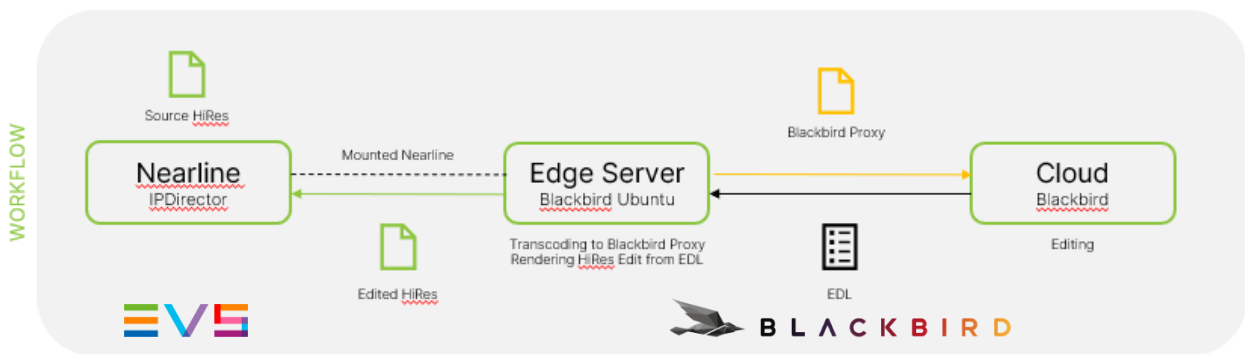 WORKFLOW
Source HiRes
Nearline
IPDirector
Mounted Nearline
Edited HiRes
Edge Server
Blackbird Ubuntu
Transcoding to Blackbird Proxy
Rendering HiRes Edit from EDL
Blackbird Proxy
EDL
Cloud
Blackbird
Editing
EVS
BLACKBIRD